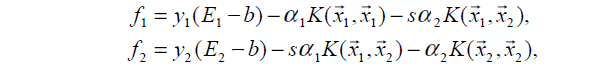 f₁ = y₁(E₁ − b) − α₁K(x⃗₁, x⃗₁) − sα₂K(x⃗₁, x⃗₂),
f₂ = y₂(E₂ − b) − sα₁K(x⃗₁, x⃗₂) − α₂K(x⃗₂, x⃗₂),